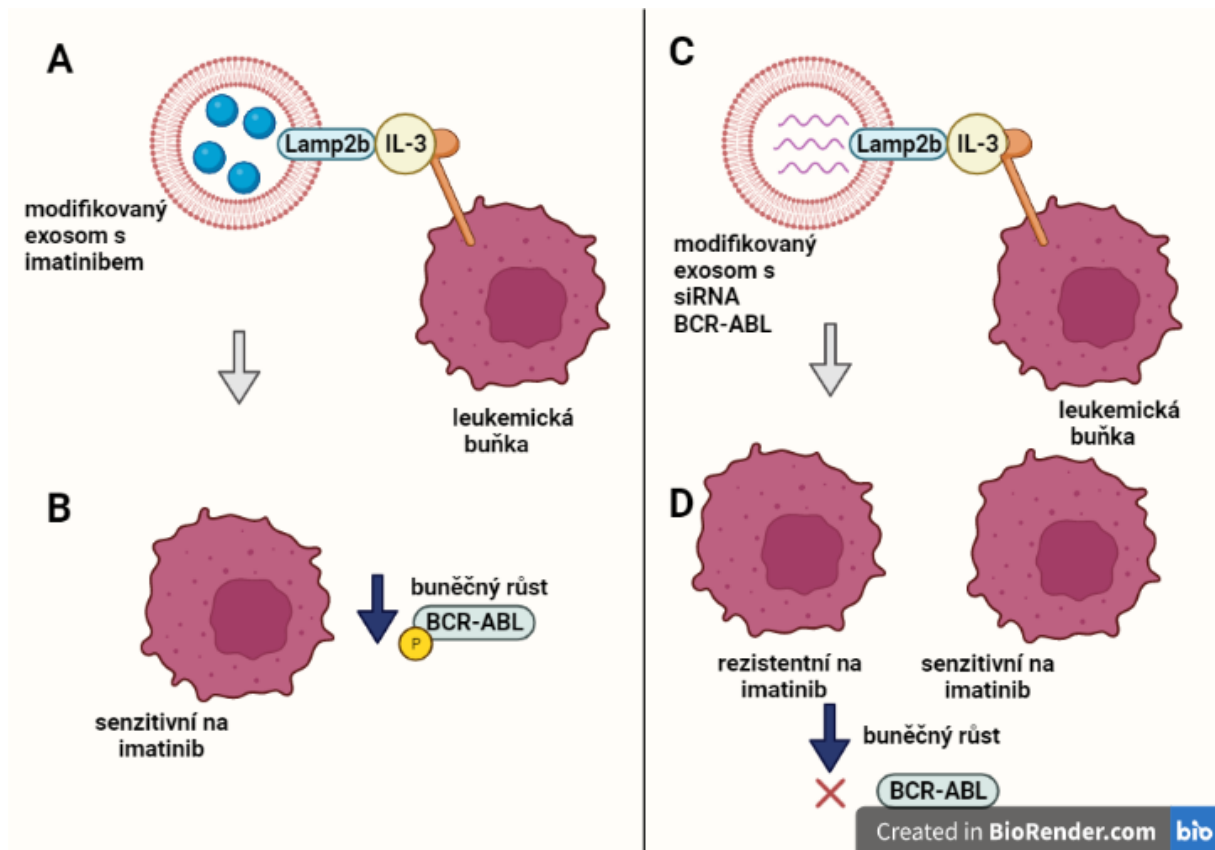 A
Lamp2b
IL-3
modifikovaný
exosom s
imatinibem
leukemická
buňka
B
buněčný růst
BCR-ABL
P
senzitivní na
imatinib
C
Lamp2b
IL-3
modifikovaný
exosom s
siRNA
BCR-ABL
leukemická
buňka
D
rezistentní na
imatinib
senzitivní na
imatinib
buněčný růst
BCR-ABL
Created in BioRender.com bio